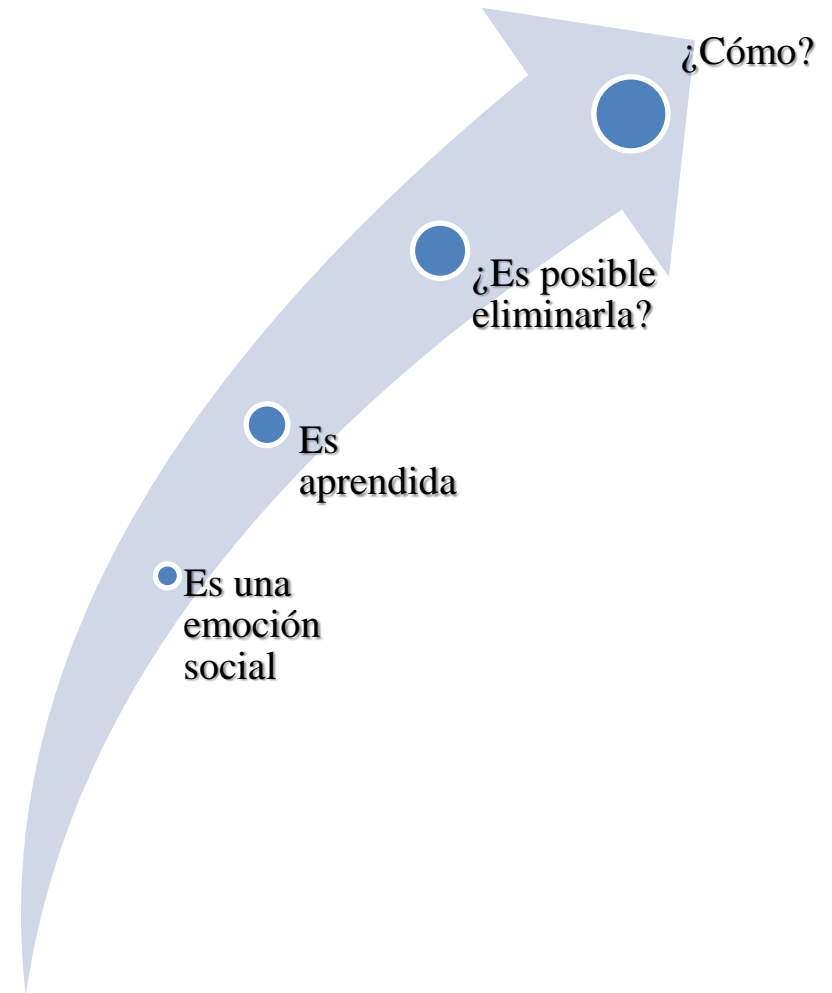 ¿Cómo?
¿Es posible
eliminarla?
Es
aprendida
Es una
emoción
social